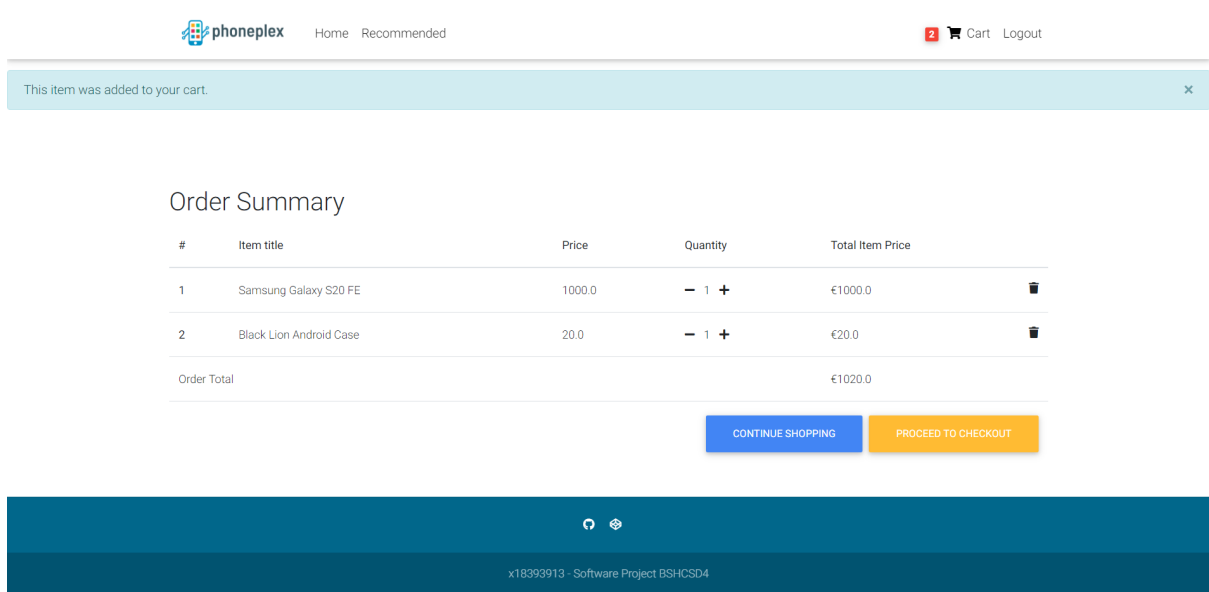 phoneplex Home Recommended 2 Cart Logout
This item was added to your cart. ×
Order Summary
# Item title Price Quantity Total Item Price
1 Samsung Galaxy S20 FE 1000.0 1 €1000.0
2 Black Lion Android Case 20.0 1 €20.0
Order Total €1020.0
CONTINUE SHOPPING PROCEED TO CHECKOUT
x18393913 - Software Project BSHCSD4